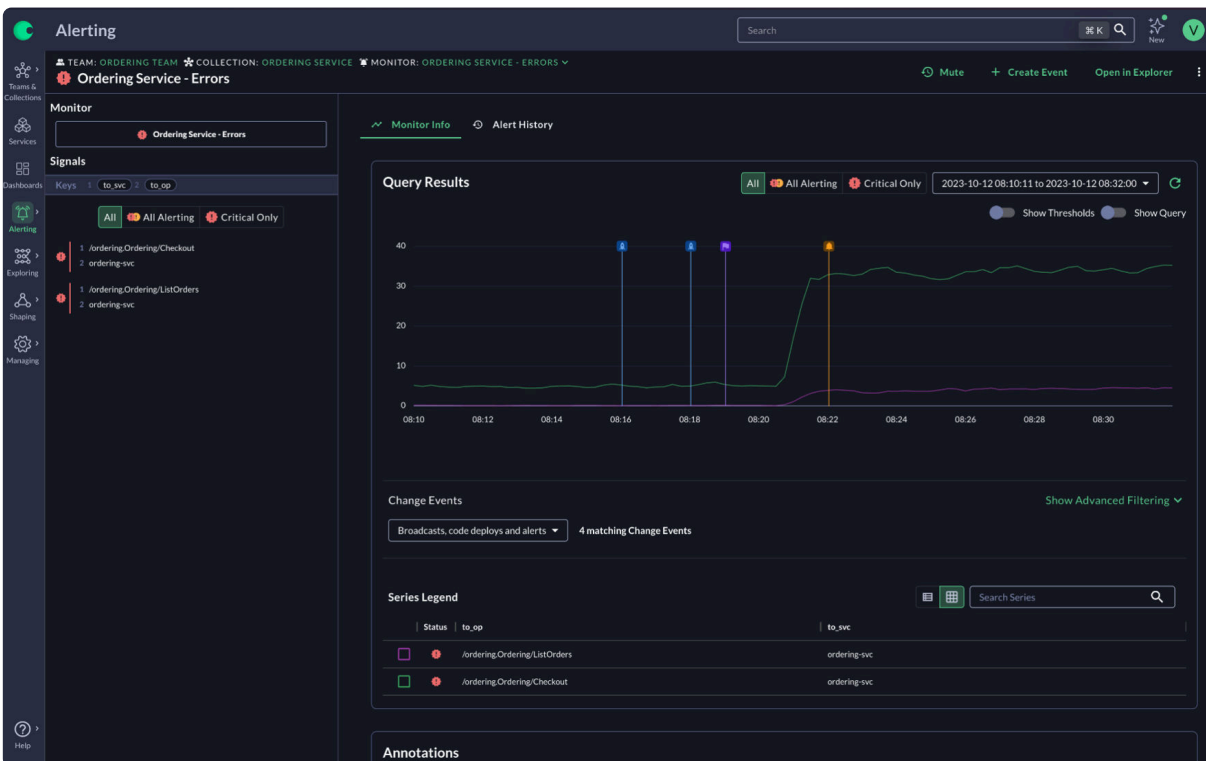 Alerting
Search
⌘ K
New
V
TEAM: ORDERING TEAM COLLECTION: ORDERING SERVICE MONITOR: ORDERING SERVICE - ERRORS
Ordering Service - Errors
Mute
+ Create Event
Open in Explorer
Teams & Collections
Services
Dashboards
Alerting
Exploring
Shaping
Managing
Help
Monitor
Ordering Service - Errors
Signals
Keys 1 to_svc 2 to_op
All All Alerting Critical Only
1 /ordering.Ordering/Checkout
2 ordering-svc
1 /ordering.Ordering/ListOrders
2 ordering-svc
Monitor Info Alert History
Query Results
All All Alerting Critical Only
2023-10-12 08:10:11 to 2023-10-12 08:32:00
Show Thresholds Show Query
40
30
20
10
0
08:10 08:12 08:14 08:16 08:18 08:20 08:22 08:24 08:26 08:28 08:30
Change Events
Show Advanced Filtering
Broadcasts, code deploys and alerts
4 matching Change Events
Series Legend
Search Series
Status to_op to_svc
/ordering.Ordering/ListOrders ordering-svc
/ordering.Ordering/Checkout ordering-svc
Annotations